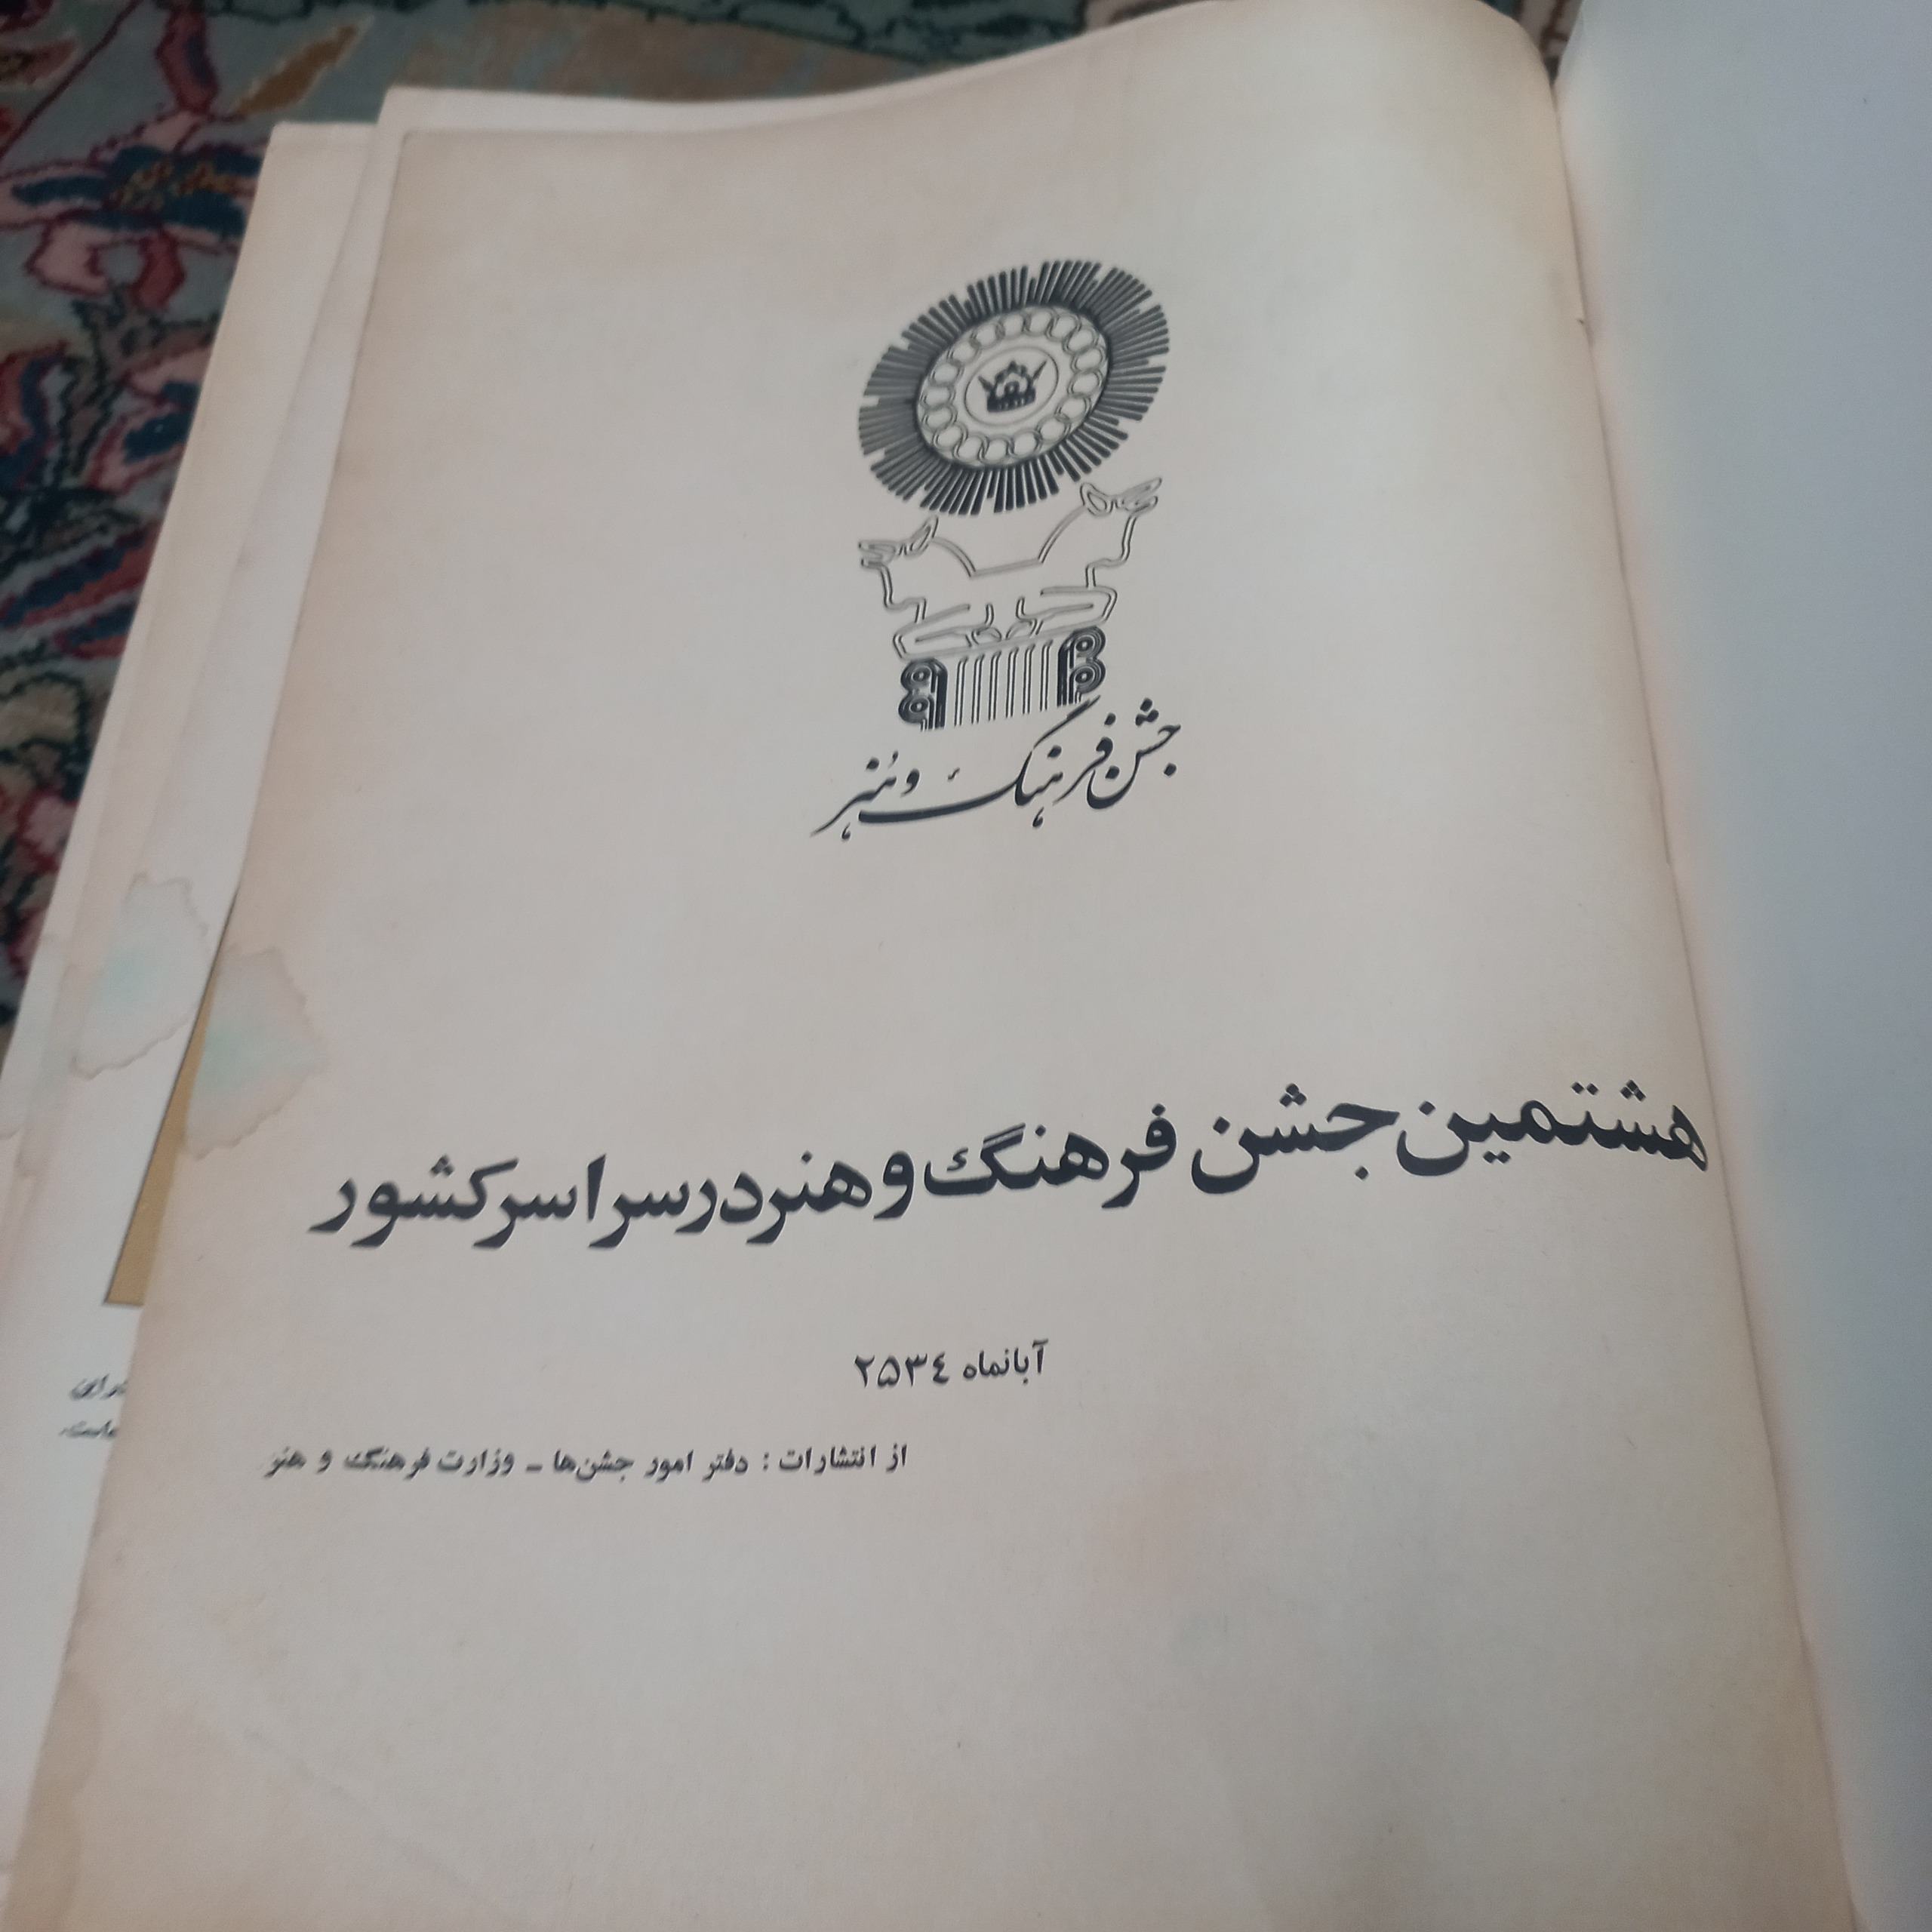 جشن فرهنگ و هنر
هشتمین جشن فرهنگ و هنر در سراسر کشور
آبانماه ۲۵۳٤
از انتشارات : دفتر امور جشن‌ها ـ وزارت فرهنگ و هنر